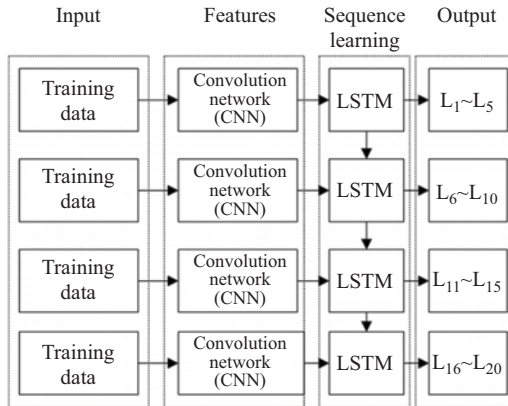 Input
Features
Sequence
learning
Output
Training
data
Convolution
network
(CNN)
LSTM
L₁~L₅
Training
data
Convolution
network
(CNN)
LSTM
L₆~L₁₀
Training
data
Convolution
network
(CNN)
LSTM
L₁₁~L₁₅
Training
data
Convolution
network
(CNN)
LSTM
L₁₆~L₂₀